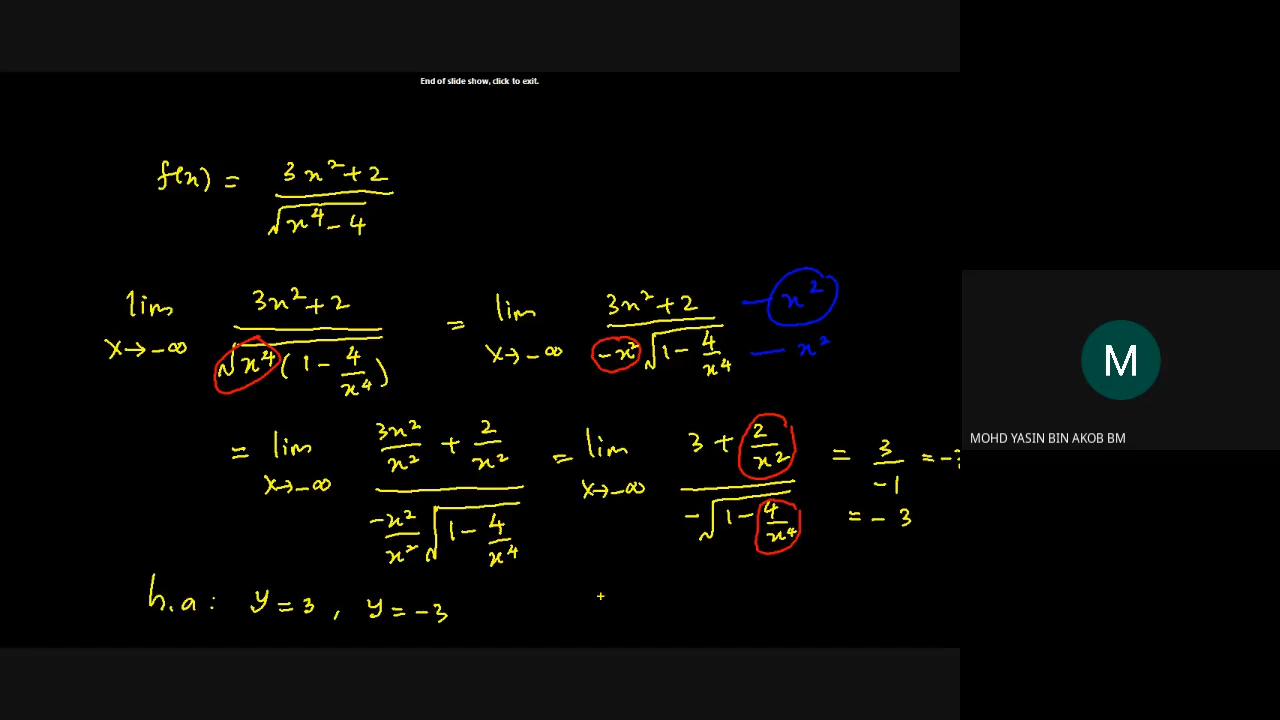 End of slide show, click to exit.
f(x) = (3x² + 2) / √(x⁴ - 4)
lim x→-∞ (3x² + 2) / √(x⁴(1 - 4/x⁴)) = lim x→-∞ (3x² + 2) / (-x² √(1 - 4/x⁴)) — x² — x²
= lim x→-∞ (3x²/x² + 2/x²) / (-x²/x² √(1 - 4/x⁴)) = lim x→-∞ (3 + 2/x²) / (-√(1 - 4/x⁴)) = 3/-1 = -
= -3
h.a: y = 3, y = -3
M
MOHD YASIN BIN AKOB BM